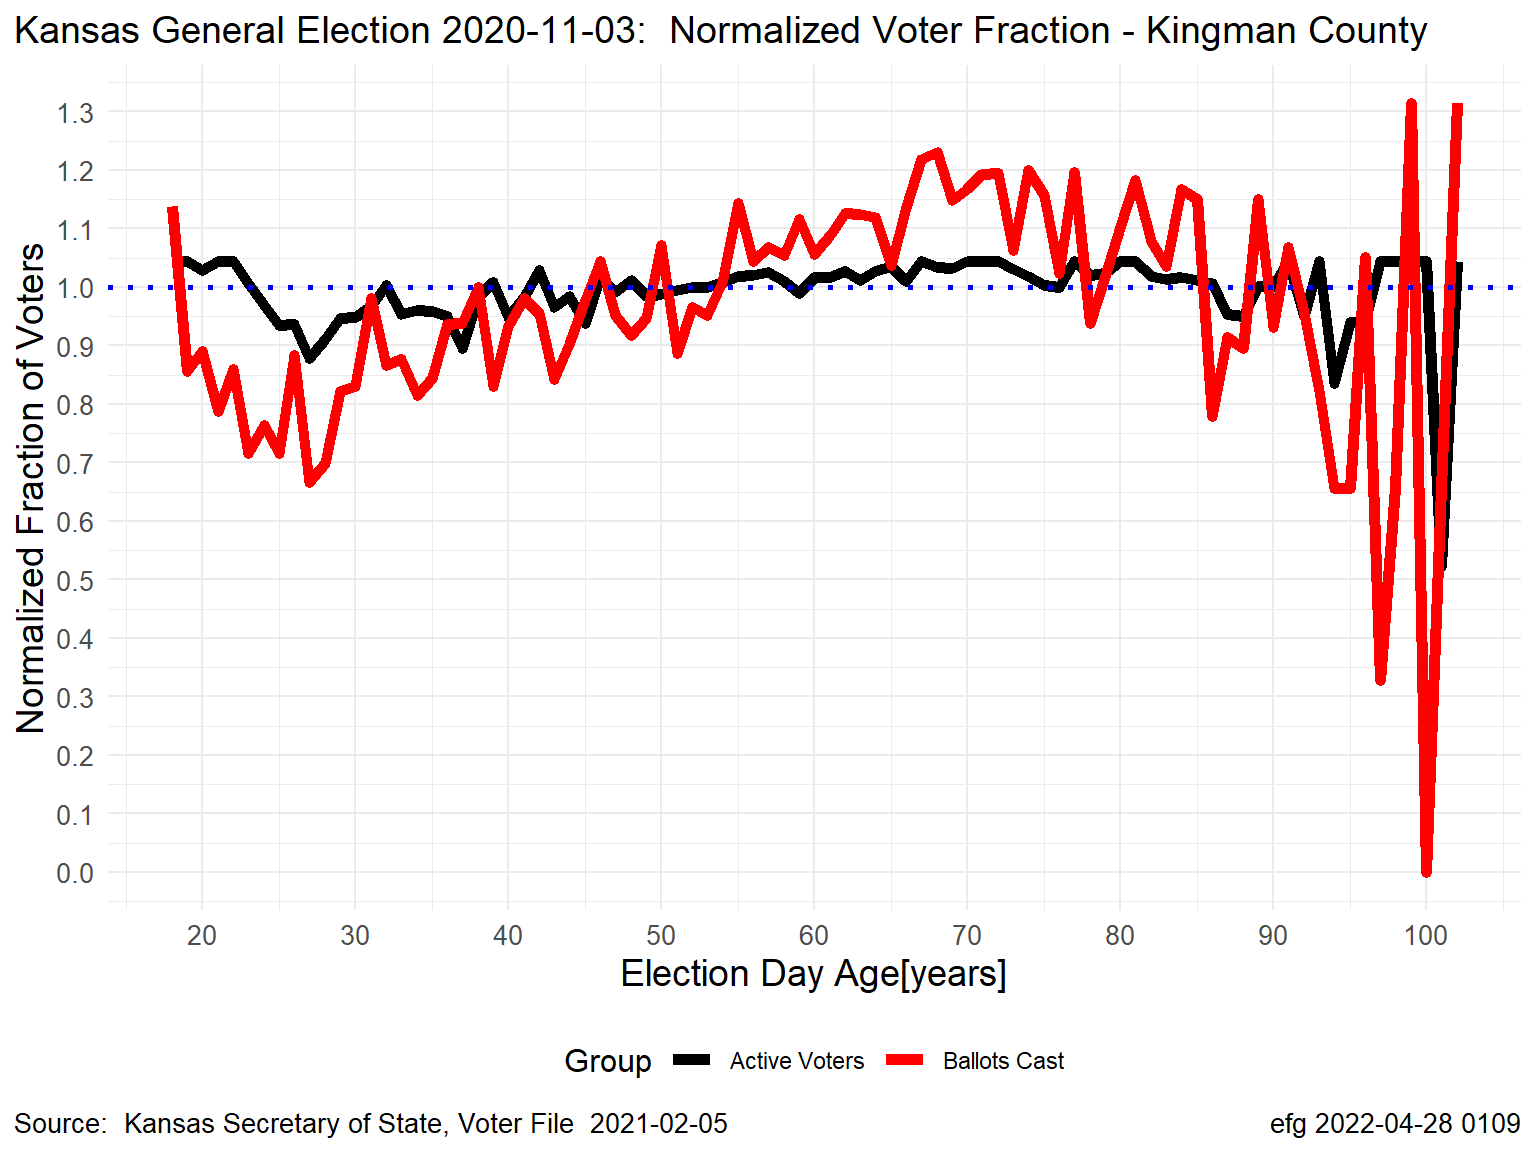 Kansas General Election 2020-11-03:  Normalized Voter Fraction - Kingman County
Normalized Fraction of Voters
1.3
1.2
1.1
1.0
0.9
0.8
0.7
0.6
0.5
0.4
0.3
0.2
0.1
0.0
20 30 40 50 60 70 80 90 100
Election Day Age[years]
Group Active Voters Ballots Cast
Source:  Kansas Secretary of State, Voter File  2021-02-05 efg 2022-04-28 0109